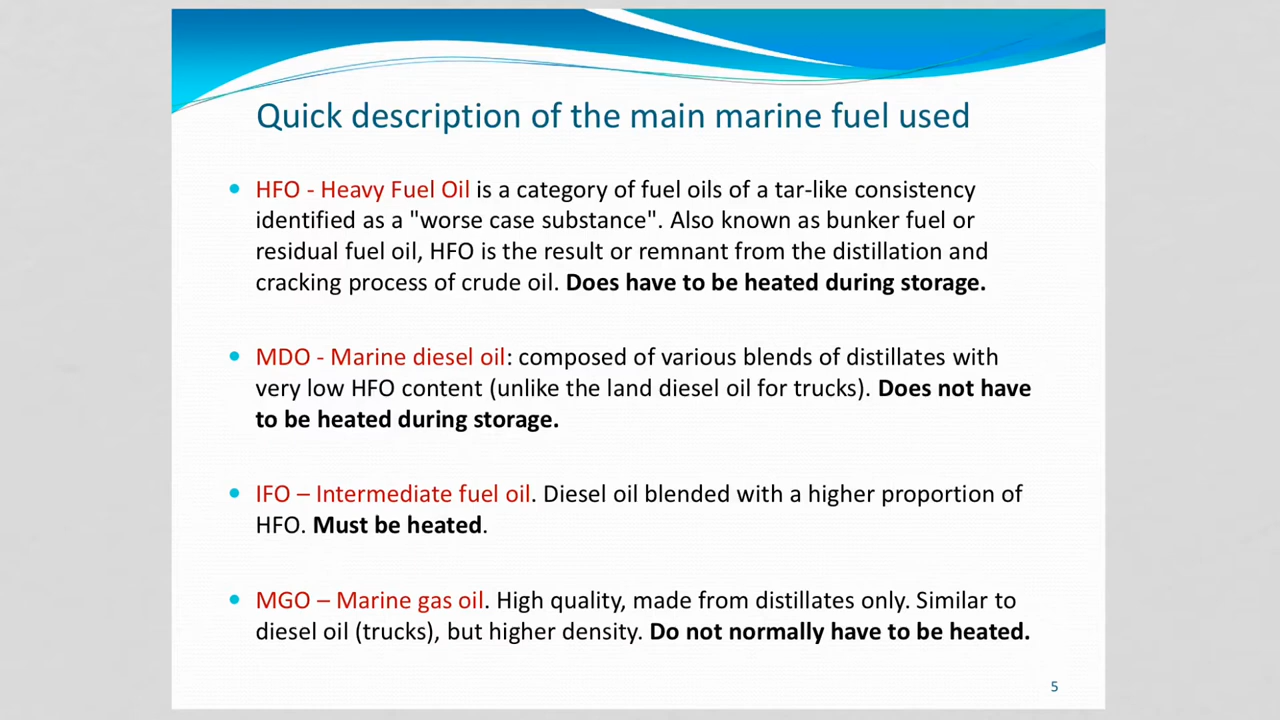 Quick description of the main marine fuel used
HFO - Heavy Fuel Oil is a category of fuel oils of a tar-like consistency
identified as a "worse case substance". Also known as bunker fuel or
residual fuel oil, HFO is the result or remnant from the distillation and
cracking process of crude oil. Does have to be heated during storage.
MDO - Marine diesel oil: composed of various blends of distillates with
very low HFO content (unlike the land diesel oil for trucks). Does not have
to be heated during storage.
IFO – Intermediate fuel oil. Diesel oil blended with a higher proportion of
HFO. Must be heated.
MGO – Marine gas oil. High quality, made from distillates only. Similar to
diesel oil (trucks), but higher density. Do not normally have to be heated.
5